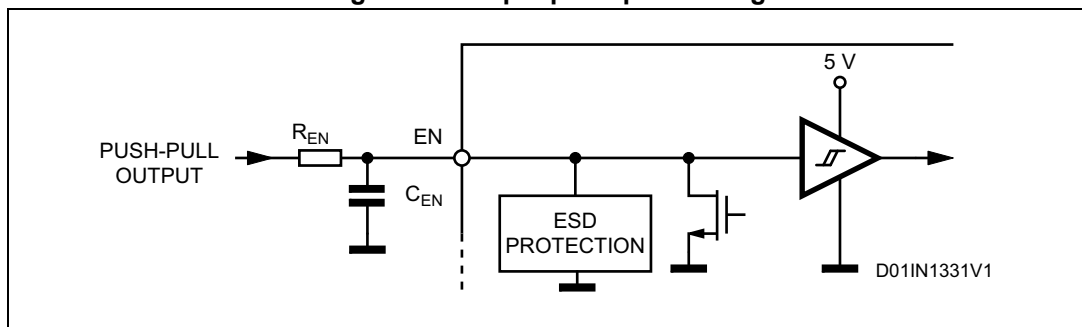 5 V
R_EN
EN
PUSH-PULL
OUTPUT
C_EN
ESD
PROTECTION
D01IN1331V1